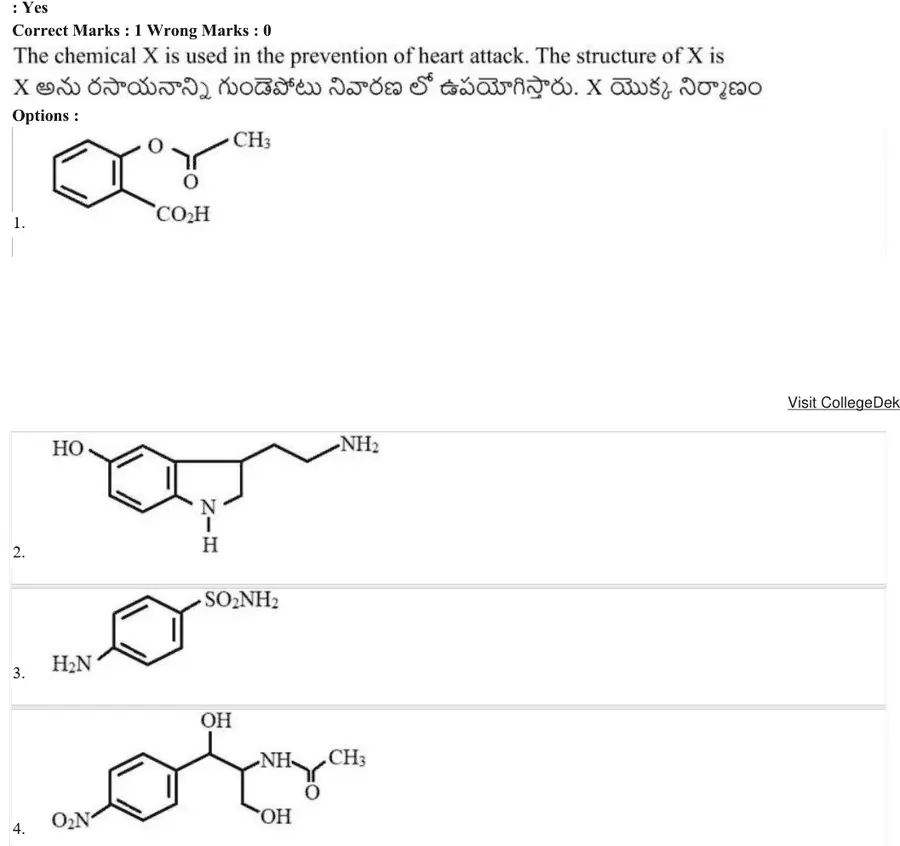 : Yes
Correct Marks : 1 Wrong Marks : 0
The chemical X is used in the prevention of heart attack. The structure of X is
X అను రసాయనాన్ని గుండెపోటు నివారణ లో ఉపయోగిస్తారు. X యొక్క నిర్మాణం
Options :
O CH₃
O
CO₂H
1.
Visit CollegeDek
HO NH₂
N
H
2.
SO₂NH₂
H₂N
3.
OH
NH CH₃
O
O₂N OH
4.